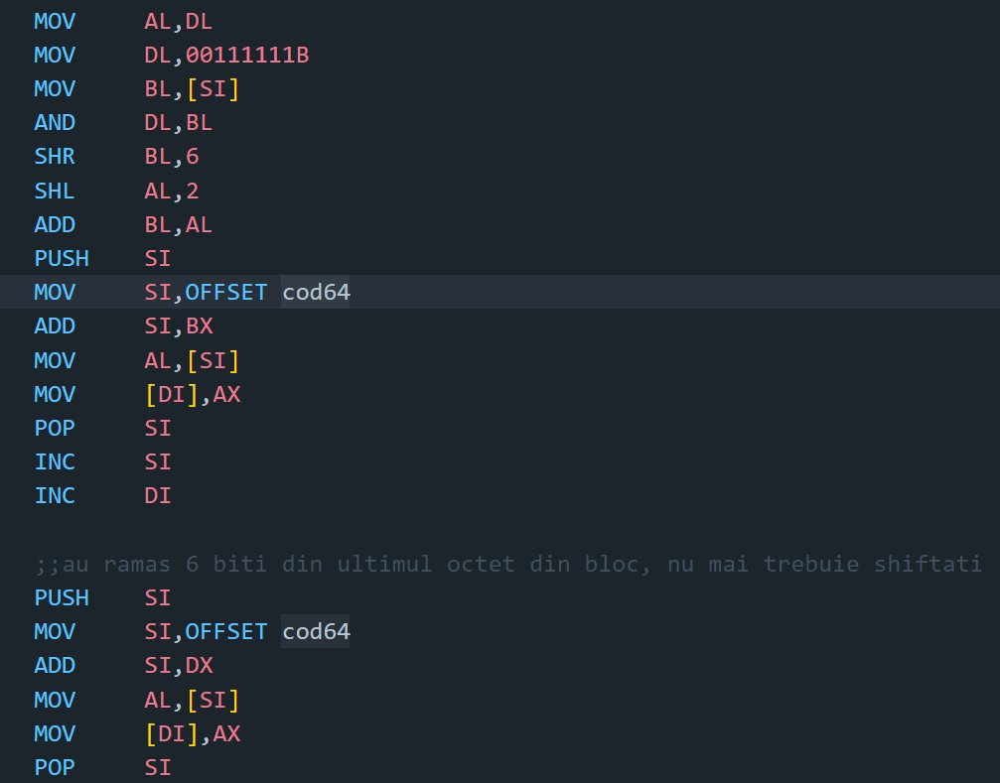 MOV AL,DL
MOV DL,00111111B
MOV BL,[SI]
AND DL,BL
SHR BL,6
SHL AL,2
ADD BL,AL
PUSH SI
MOV SI,OFFSET cod64
ADD SI,BX
MOV AL,[SI]
MOV [DI],AX
POP SI
INC SI
INC DI
;;au ramas 6 biti din ultimul octet din bloc, nu mai trebuie shiftati
PUSH SI
MOV SI,OFFSET cod64
ADD SI,DX
MOV AL,[SI]
MOV [DI],AX
POP SI